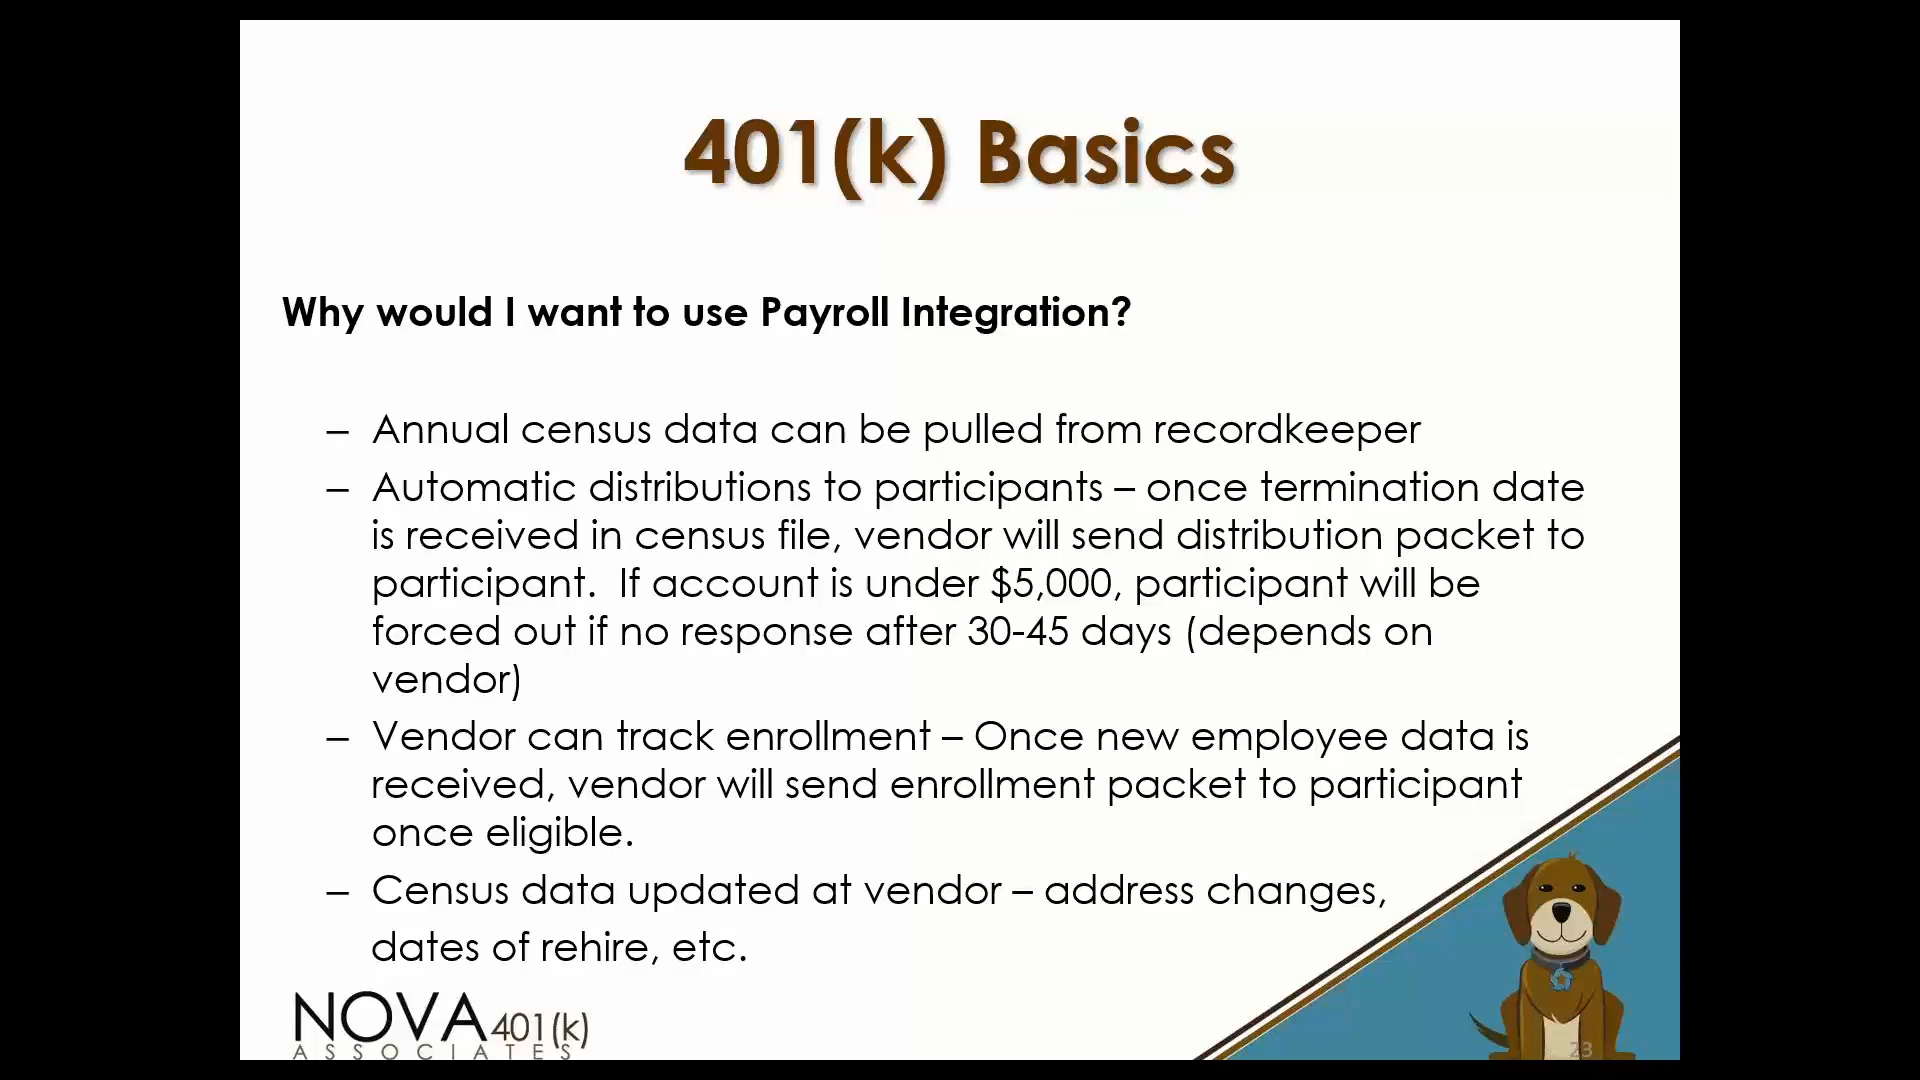 401(k) Basics
Why would I want to use Payroll Integration?
– Annual census data can be pulled from recordkeeper
– Automatic distributions to participants – once termination date
is received in census file, vendor will send distribution packet to
participant.  If account is under $5,000, participant will be
forced out if no response after 30-45 days (depends on
vendor)
– Vendor can track enrollment – Once new employee data is
received, vendor will send enrollment packet to participant
once eligible.
– Census data updated at vendor – address changes,
dates of rehire, etc.
NOVA 401(k)
ASSOCIATES
23